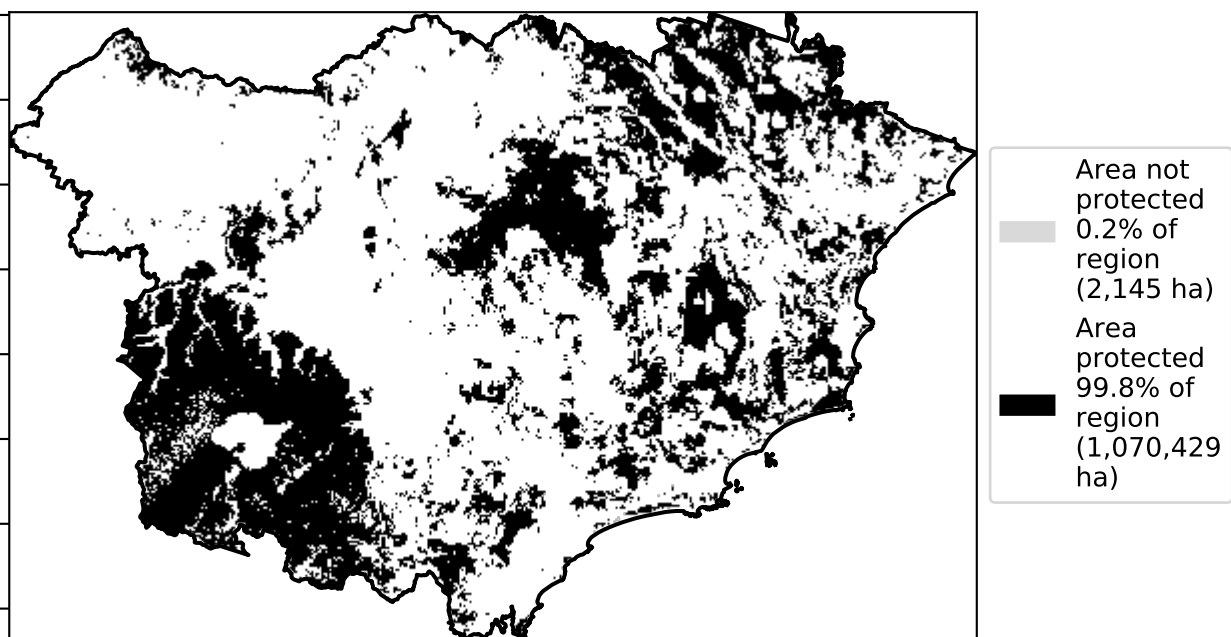 Area not
protected
0.2% of
region
(2,145 ha)
Area
protected
99.8% of
region
(1,070,429
ha)